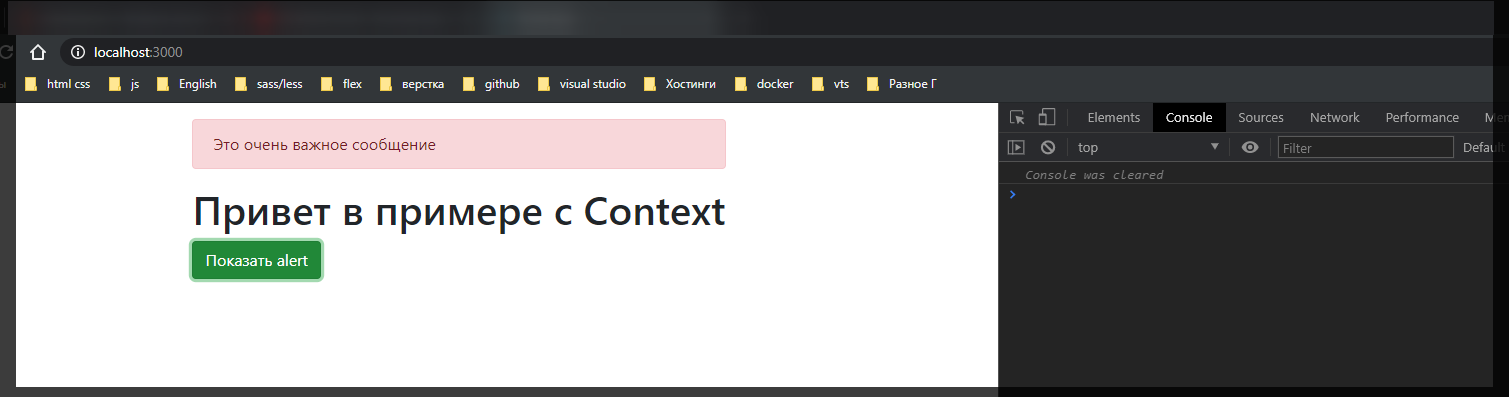 localhost:3000
html css js English sass/less flex верстка github visual studio Хостинги docker vts Разное Г
Elements Console Sources Network Performance
top Filter Default
Console was cleared
Это очень важное сообщение
Привет в примере с Context
Показать alert